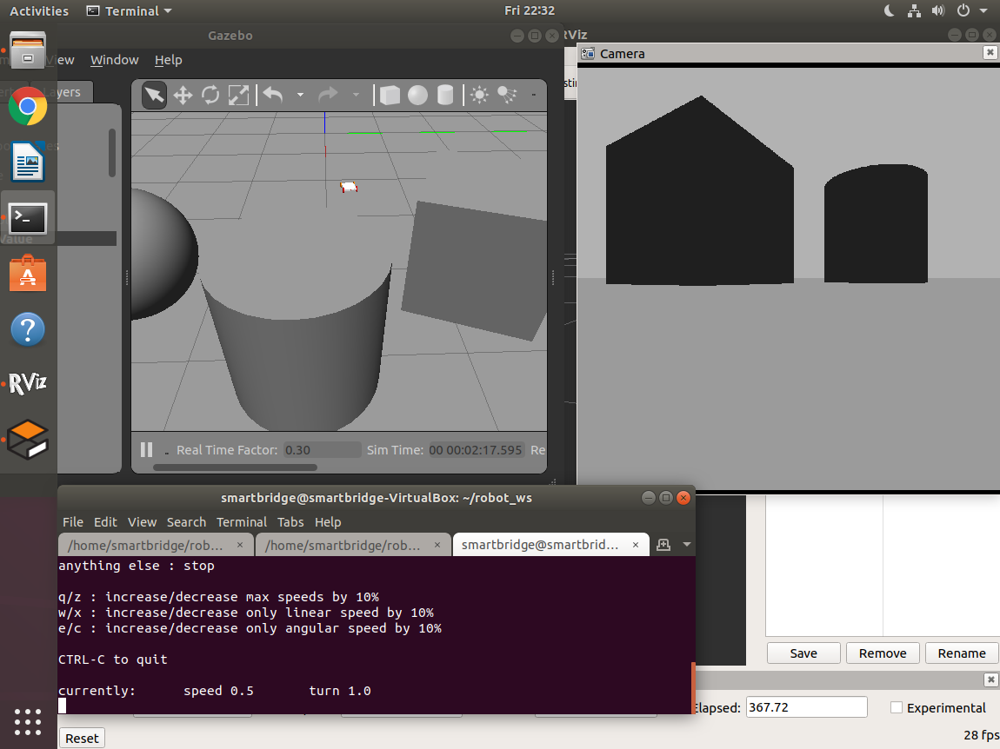 Activities
Terminal
Fri 22:32
Gazebo
View
Window
Help
Layers
Value
RViz
RViz
Camera
Real Time Factor:
0.30
Sim Time:
00 00:02:17.595
Re
smartbridge@smartbridge-VirtualBox: ~/robot_ws
File Edit View Search Terminal Tabs Help
/home/smartbridge/rob...
/home/smartbridge/rob...
smartbridge@smartbrid...
anything else : stop
q/z : increase/decrease max speeds by 10%
w/x : increase/decrease only linear speed by 10%
e/c : increase/decrease only angular speed by 10%
CTRL-C to quit
currently: speed 0.5 turn 1.0
Save
Remove
Rename
Elapsed:
367.72
Experimental
Reset
28 fps